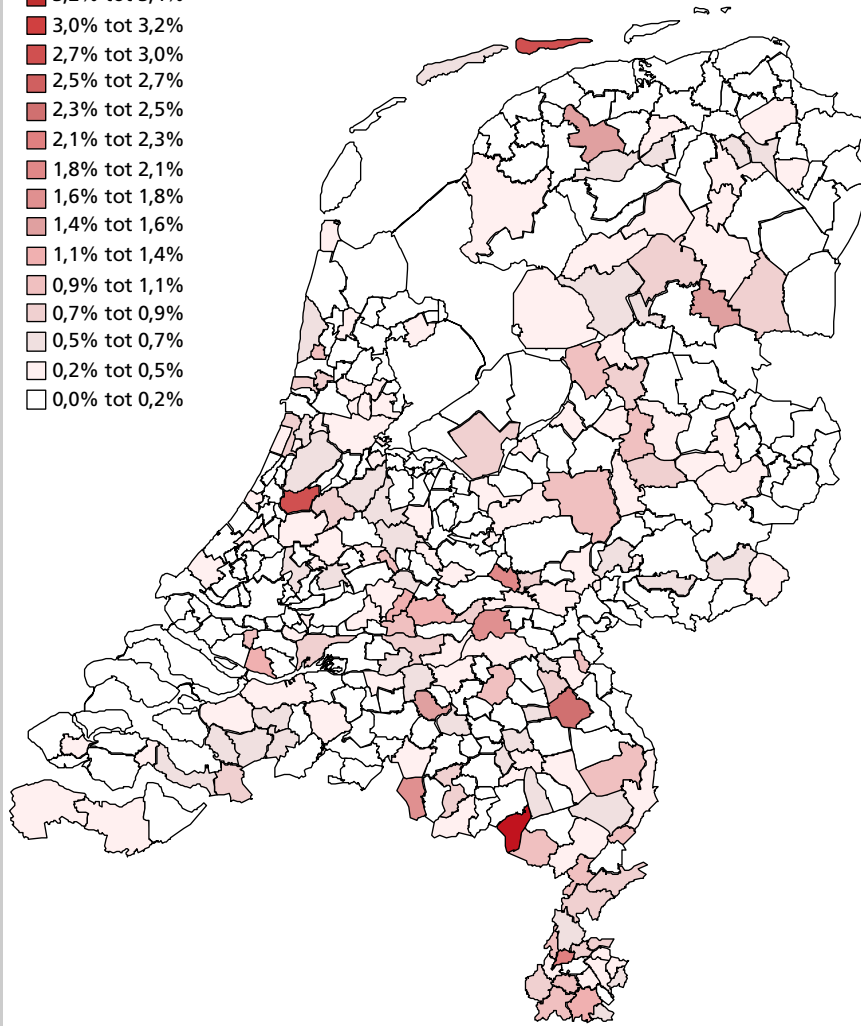 3,0% tot 3,2%
2,7% tot 3,0%
2,5% tot 2,7%
2,3% tot 2,5%
2,1% tot 2,3%
1,8% tot 2,1%
1,6% tot 1,8%
1,4% tot 1,6%
1,1% tot 1,4%
0,9% tot 1,1%
0,7% tot 0,9%
0,5% tot 0,7%
0,2% tot 0,5%
0,0% tot 0,2%